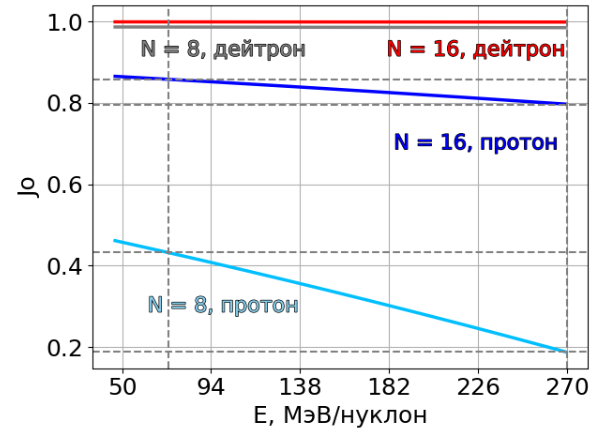 1.0
N = 8, дейтрон
N = 16, дейтрон
0.8
N = 16, протон
Jo
0.6
0.4
N = 8, протон
0.2
50 94 138 182 226 270
E, МэВ/нуклон